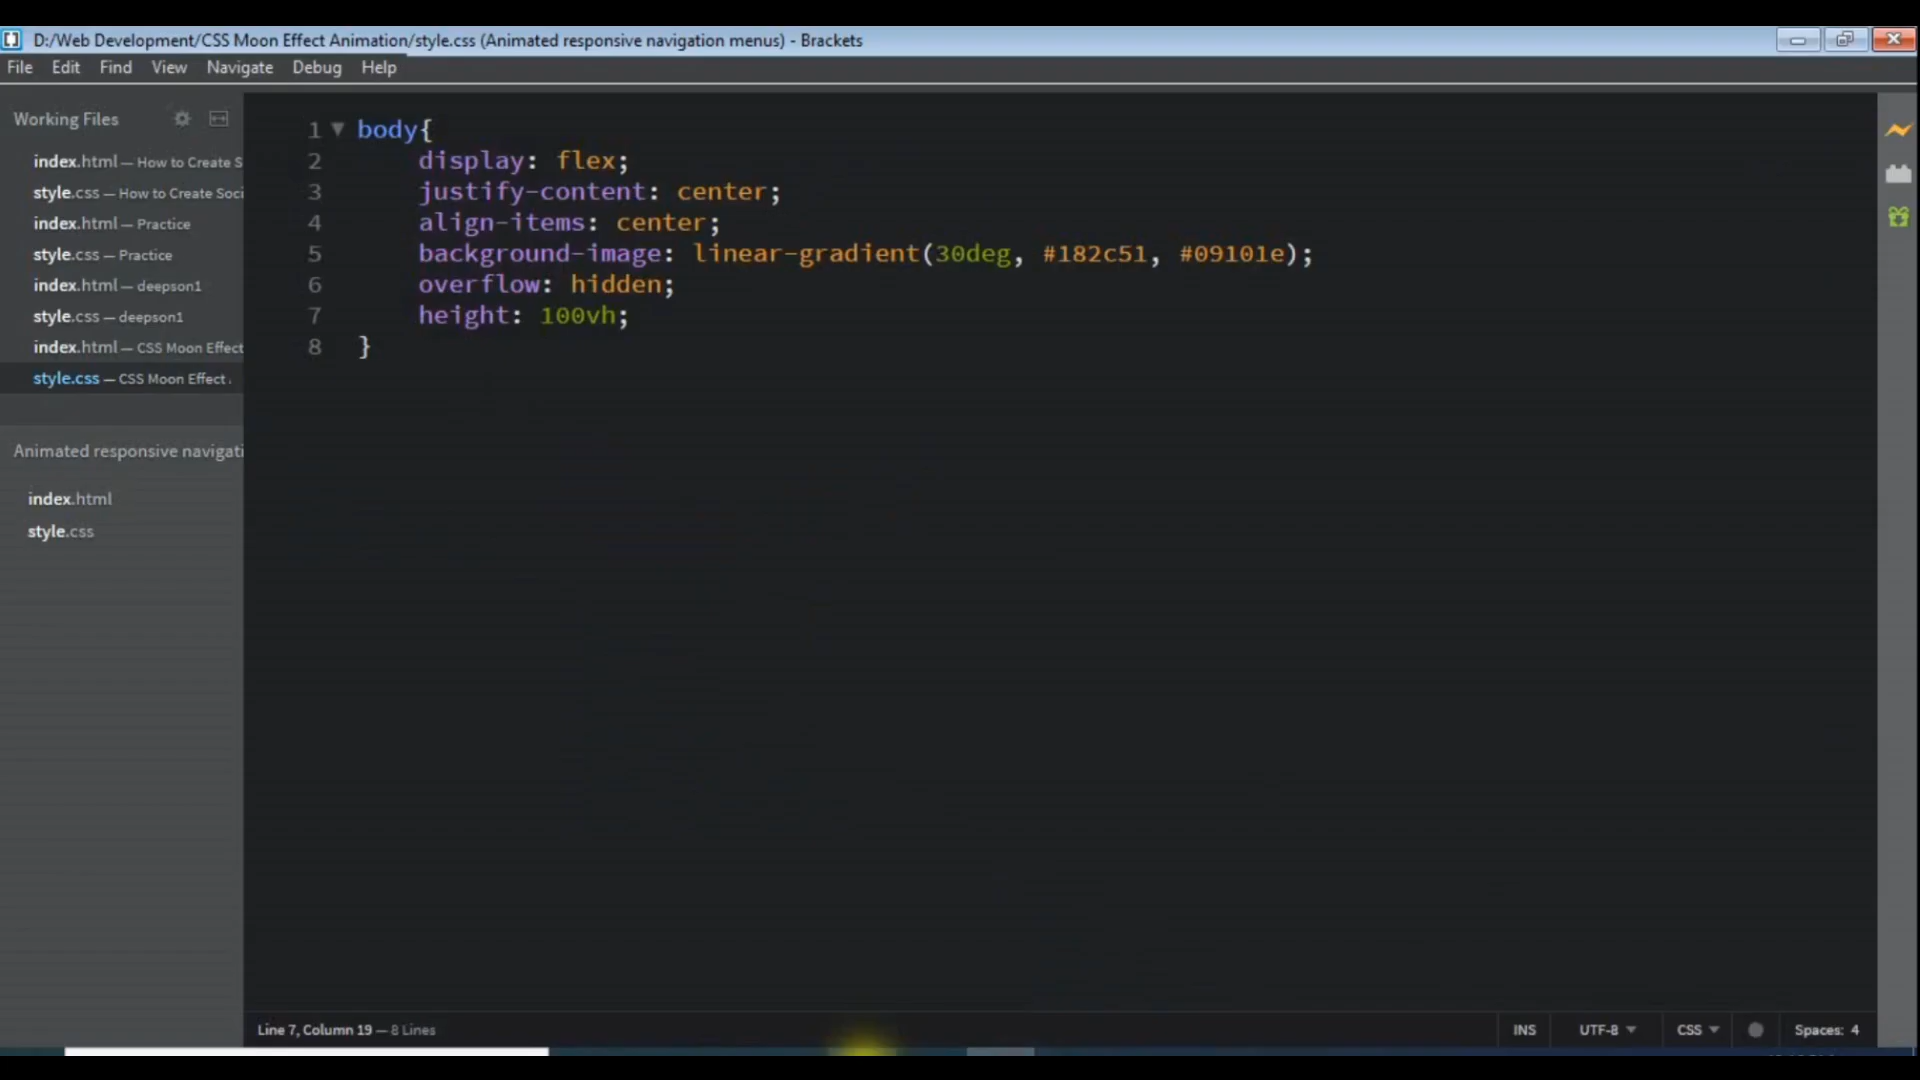 D:/Web Development/CSS Moon Effect Animation/style.css (Animated responsive navigation menus) - Brackets
File Edit Find View Navigate Debug Help
Working Files
index.html — How to Create S
style.css — How to Create Soci
index.html — Practice
style.css — Practice
index.html — deepson1
style.css — deepson1
index.html — CSS Moon Effect
style.css — CSS Moon Effect
Animated responsive navigati
index.html
style.css
1 body{
2 display: flex;
3 justify-content: center;
4 align-items: center;
5 background-image: linear-gradient(30deg, #182c51, #09101e);
6 overflow: hidden;
7 height: 100vh;
8 }
Line 7, Column 19 — 8 Lines
INS UTF-8 CSS Spaces: 4